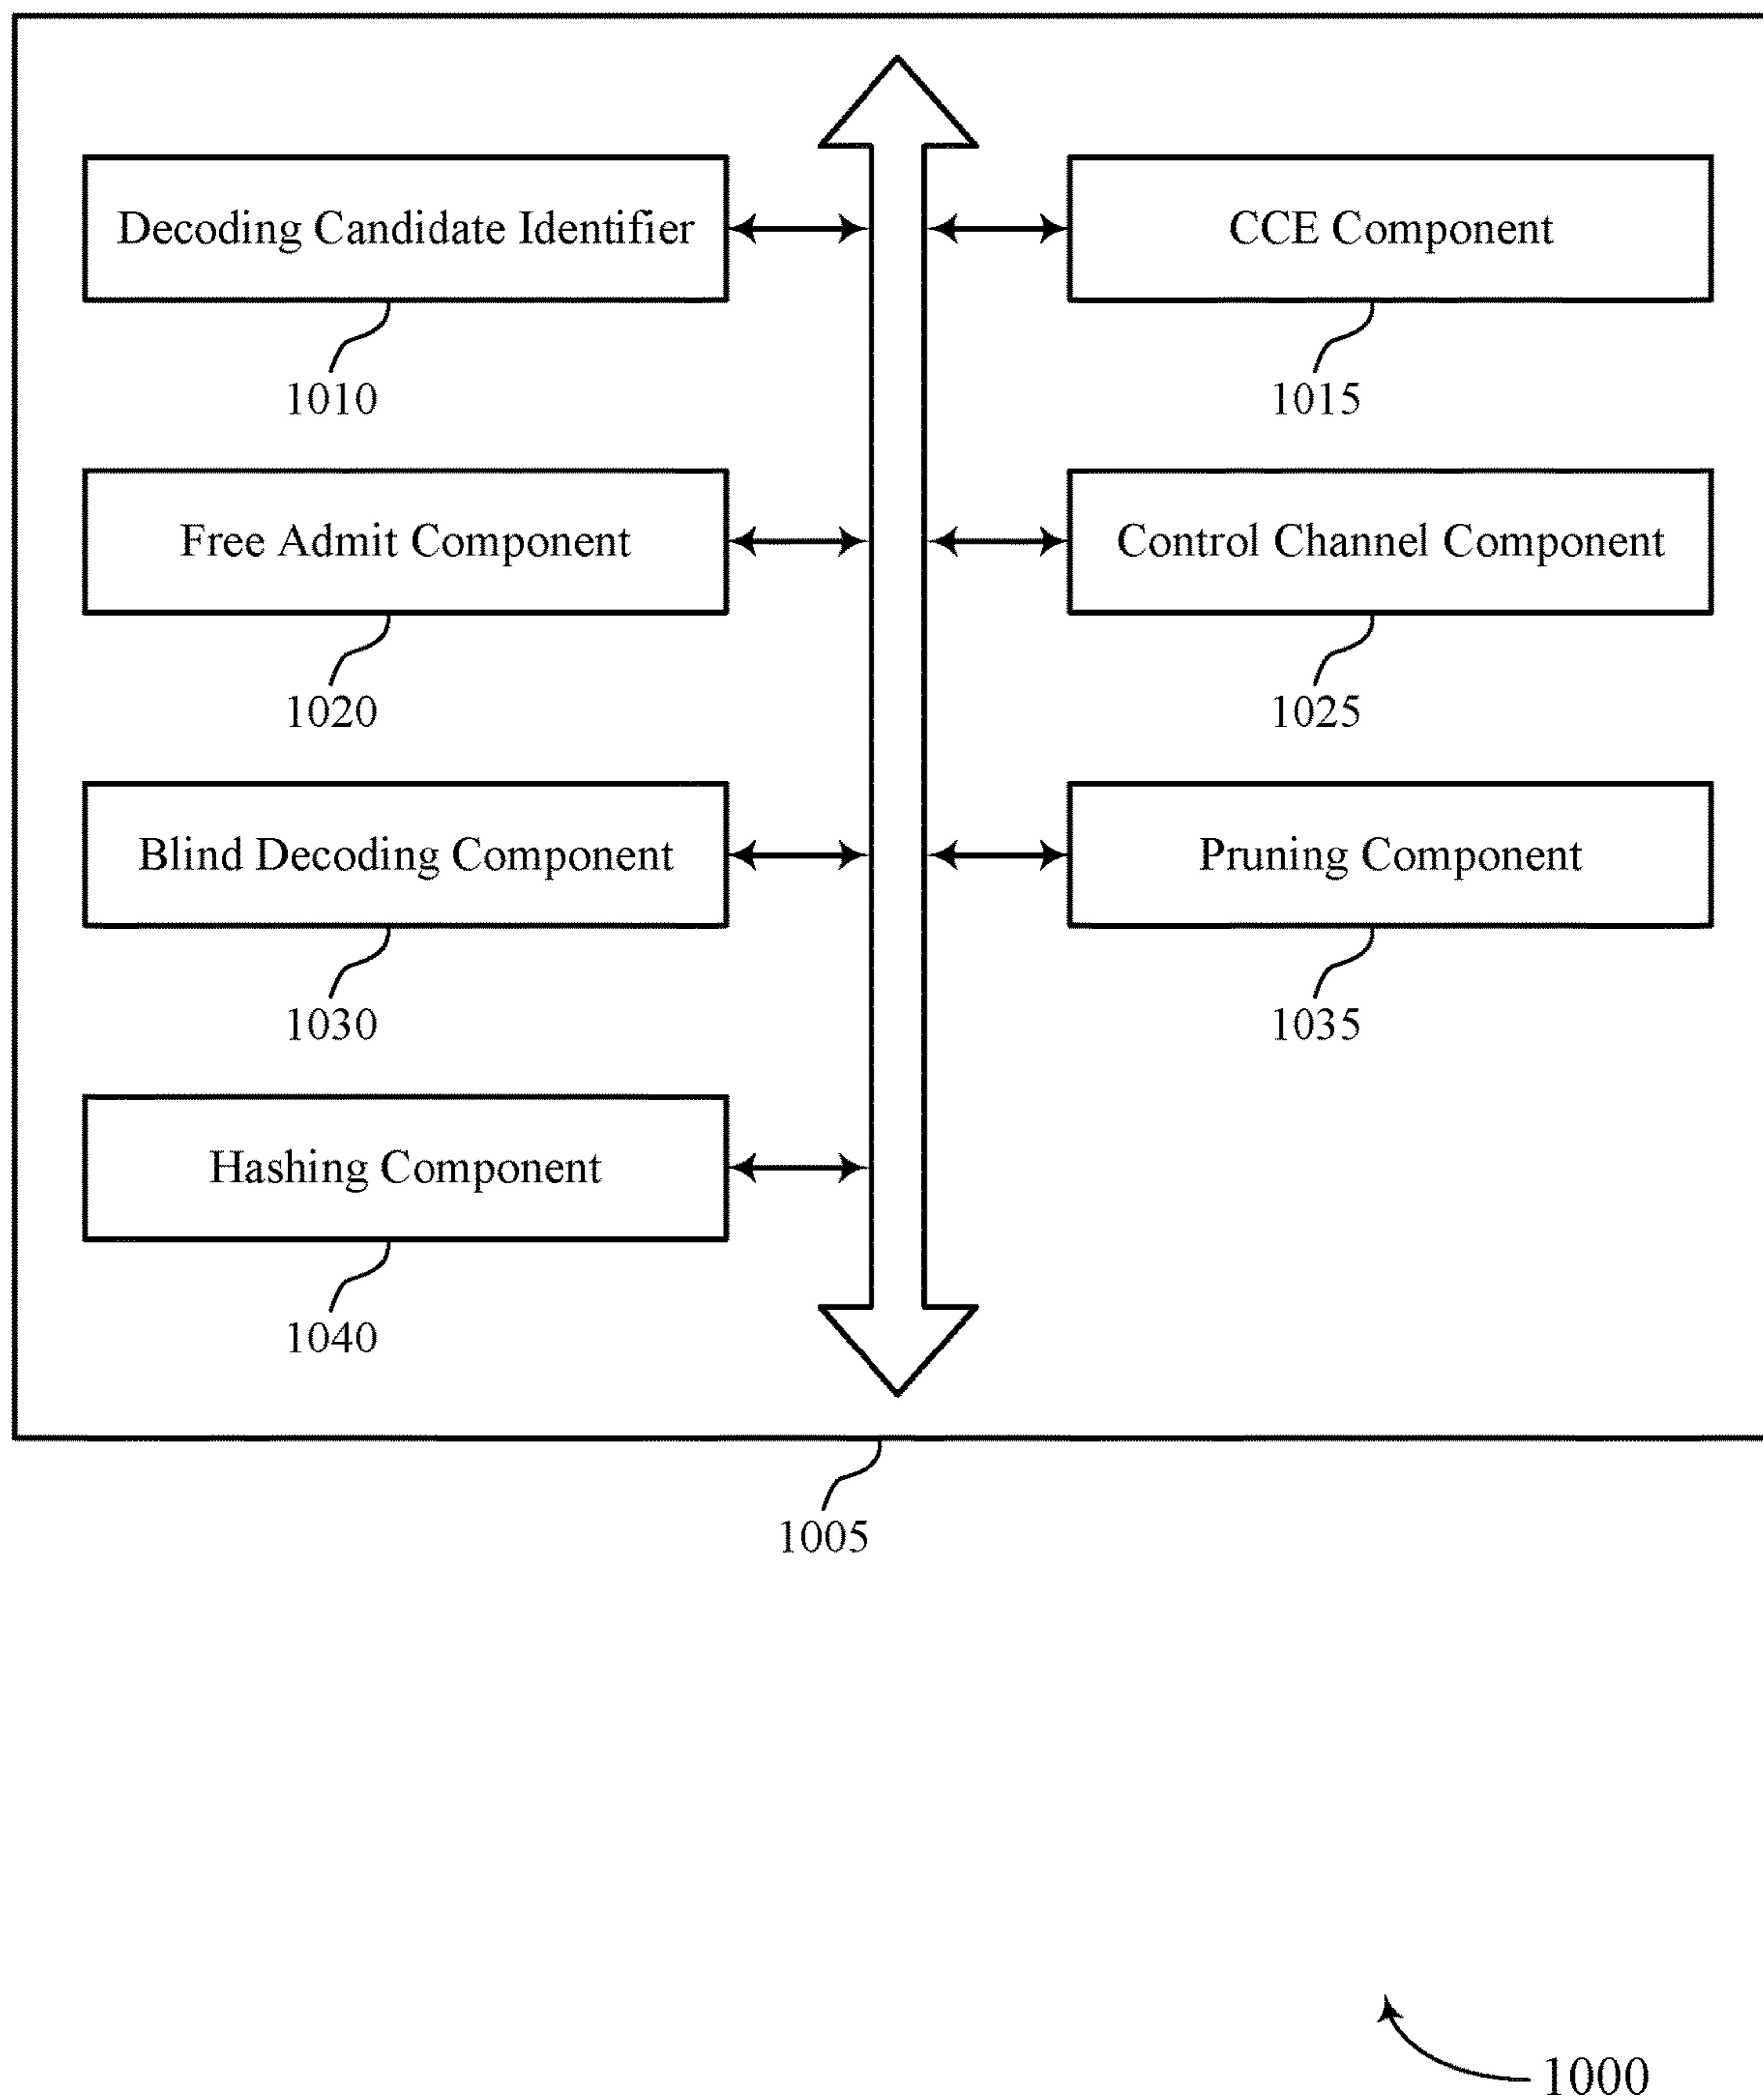 Decoding Candidate Identifier
CCE Component
1010
1015
Free Admit Component
Control Channel Component
1020
1025
Blind Decoding Component
Pruning Component
1030
1035
Hashing Component
1040
1005
1000